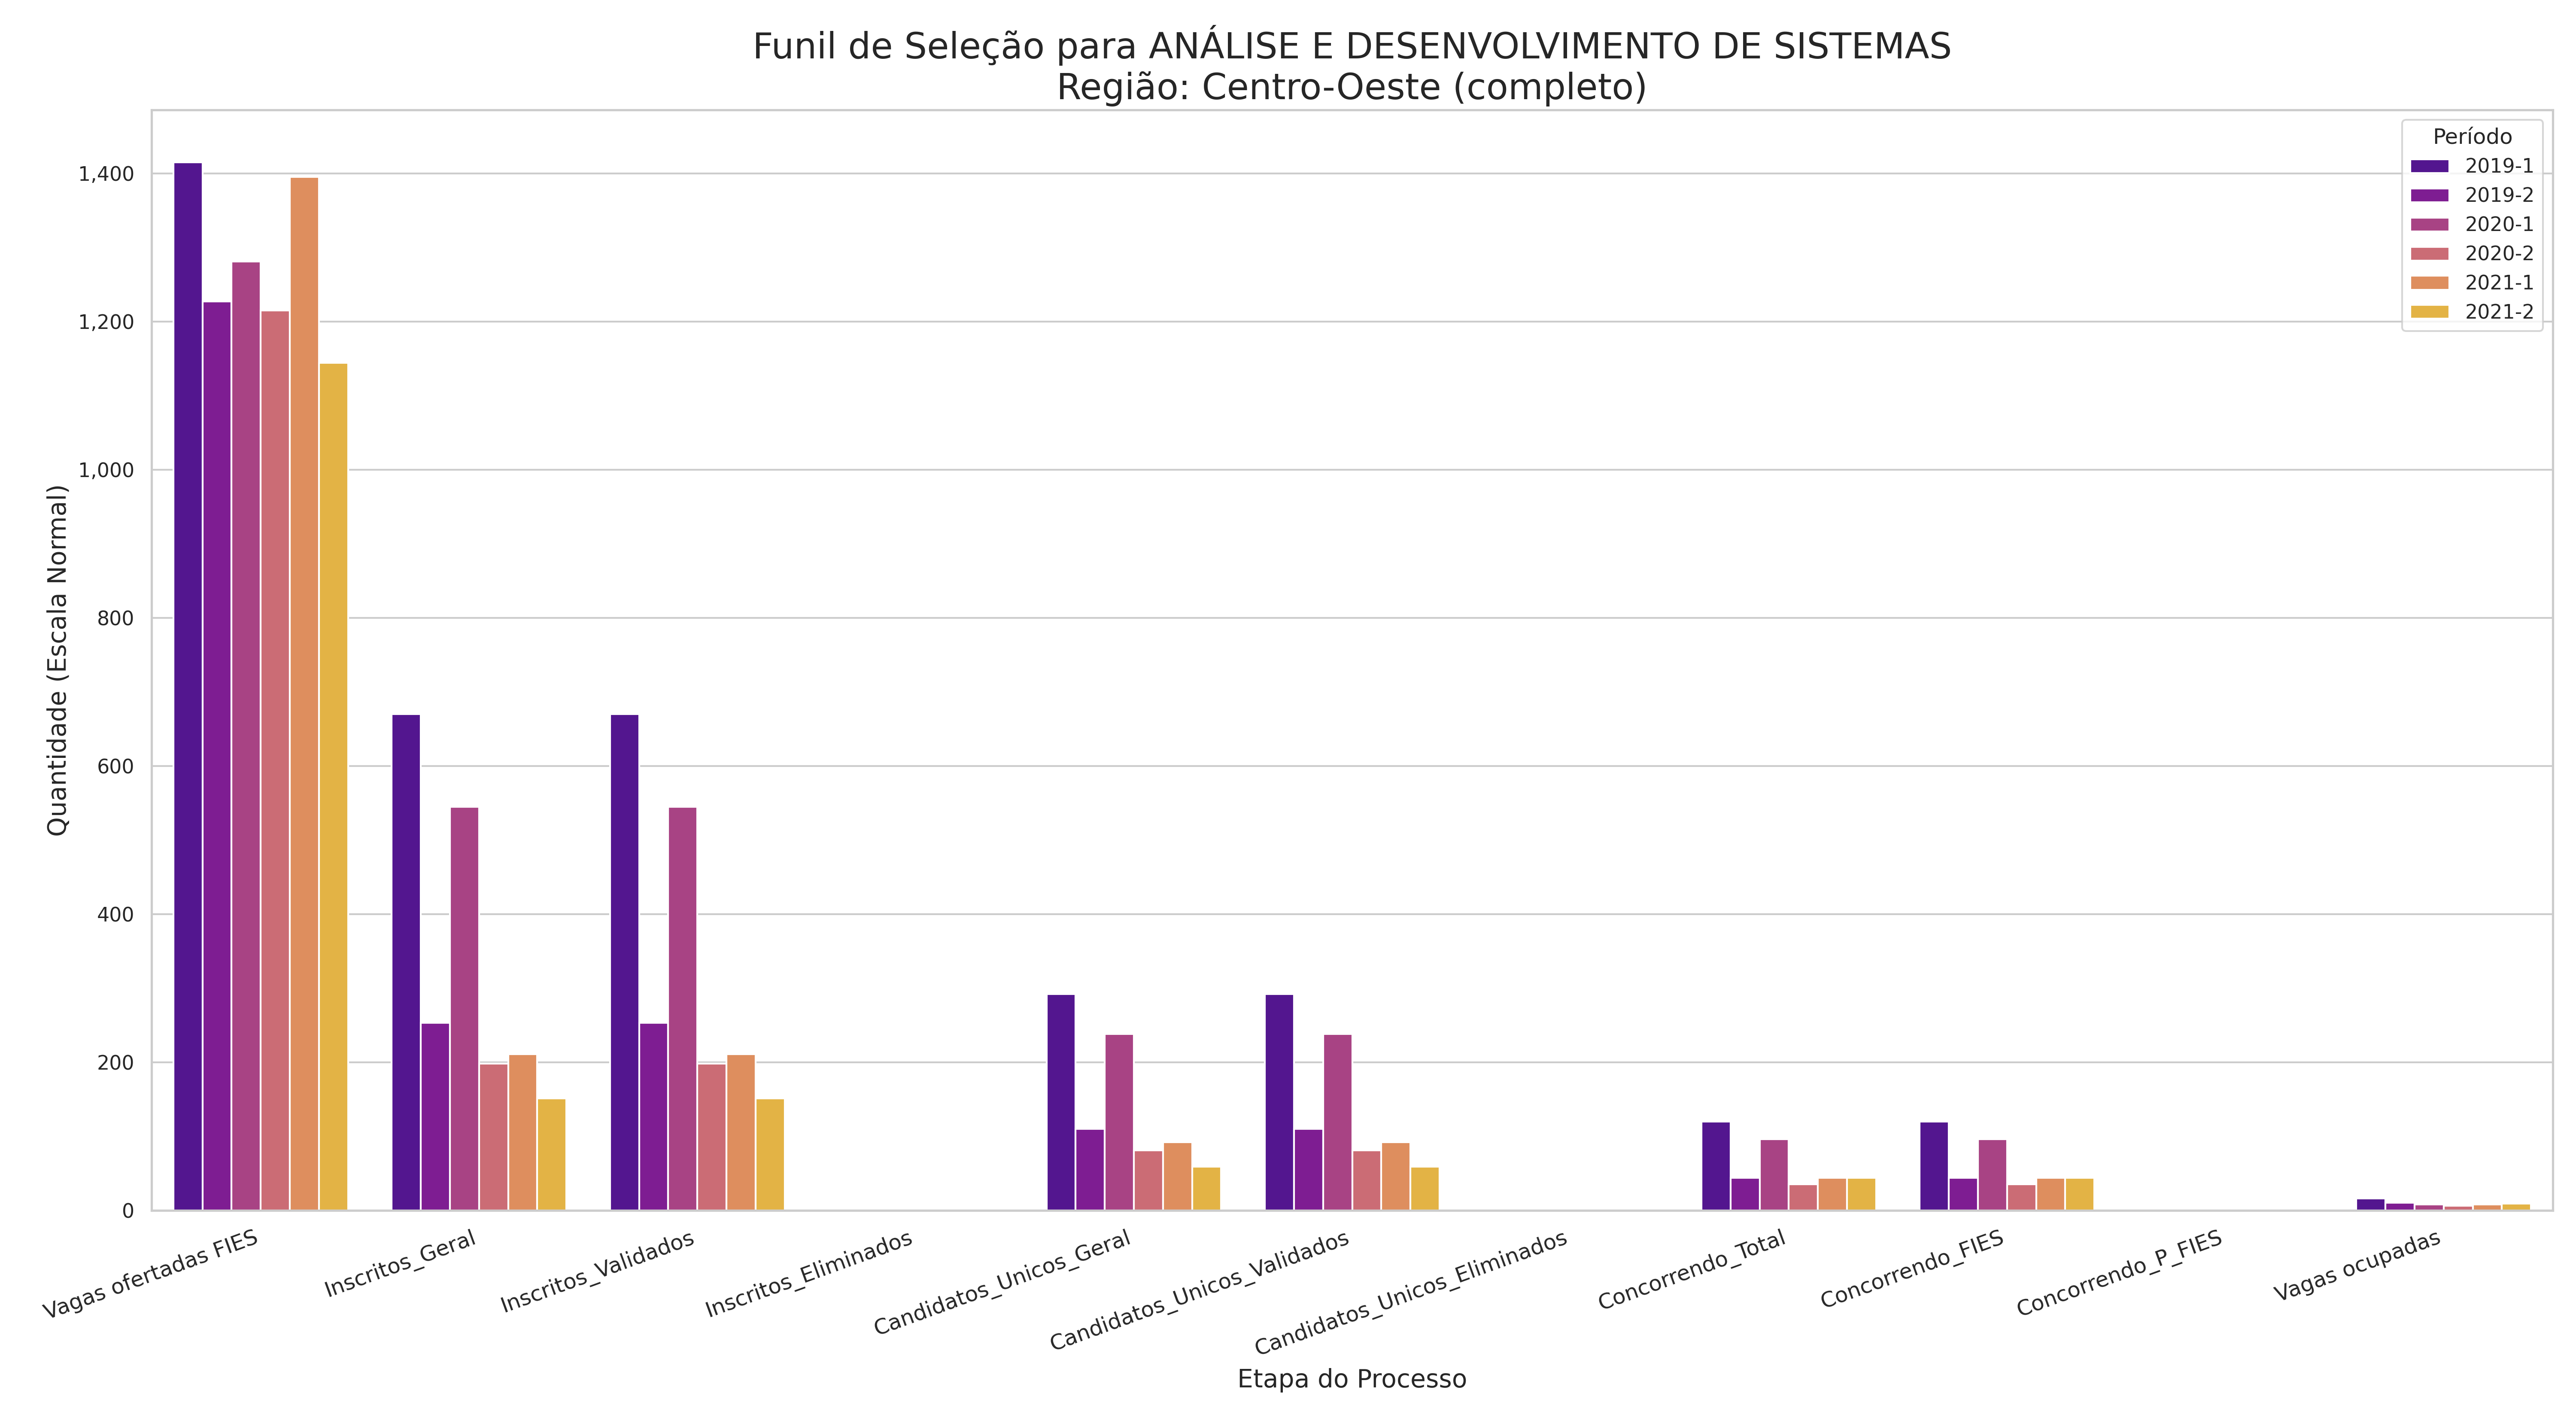 Funil de Seleção para ANÁLISE E DESENVOLVIMENTO DE SISTEMAS
Região: Centro-Oeste (completo)
Quantidade (Escala Normal)
1,400
1,200
1,000
800
600
400
200
0
Período
2019-1
2019-2
2020-1
2020-2
2021-1
2021-2
Vagas ofertadas FIES
Inscritos_Geral
Inscritos_Validados
Inscritos_Eliminados
Candidatos_Unicos_Geral
Candidatos_Unicos_Validados
Candidatos_Unicos_Eliminados
Concorrendo_Total
Concorrendo_FIES
Concorrendo_P_FIES
Vagas ocupadas
Etapa do Processo